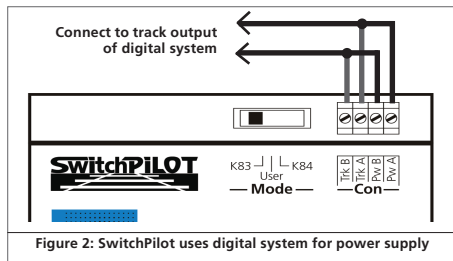 Connect to track output
of digital system
SwitchPiLOT
K83
User
K84
Mode
Trk B
Trk A
Pw B
Pw A
Con
Figure 2: SwitchPilot uses digital system for power supply